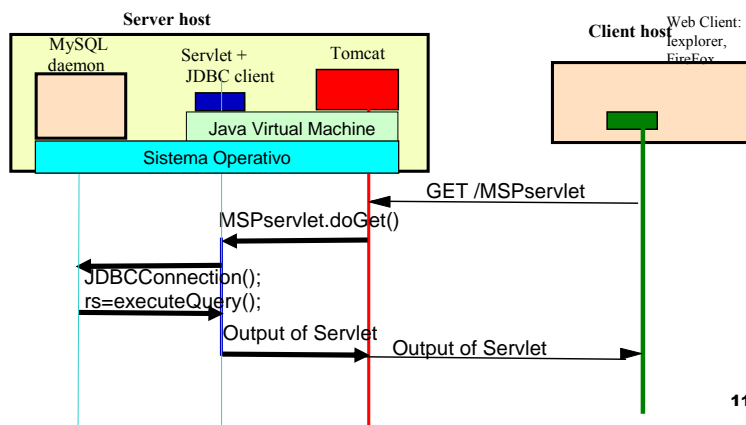 Server host
MySQL
daemon
Servlet +
JDBC client
Tomcat
Client host
Web Client:
Iexplorer,
FireFox
Java Virtual Machine
Sistema Operativo
GET /MSPservlet
MSPservlet.doGet()
JDBCConnection();
rs=executeQuery();
Output of Servlet
Output of Servlet
11